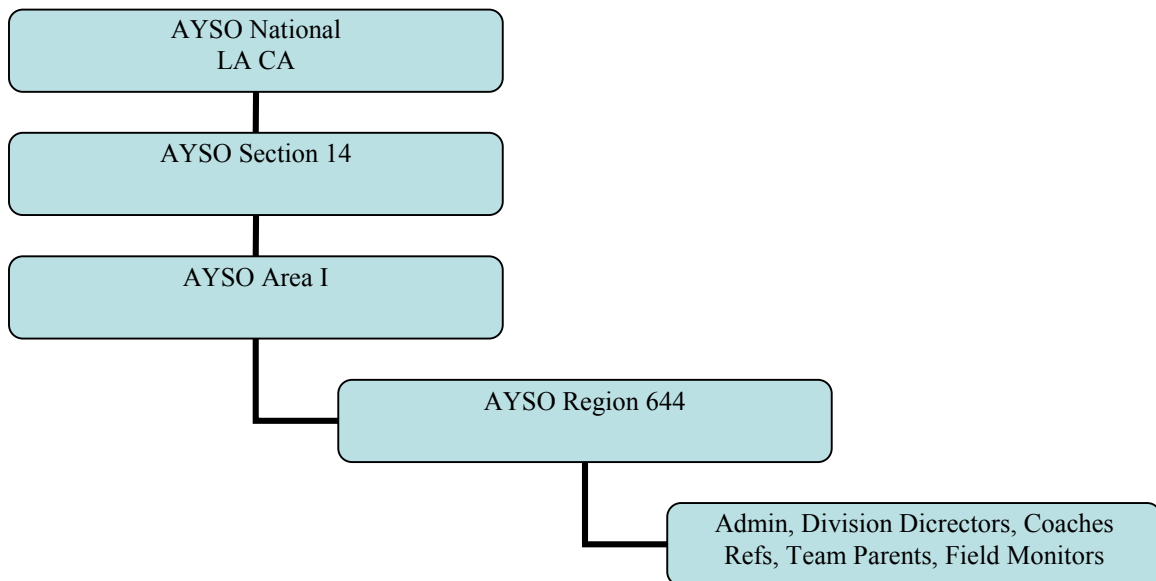 AYSO National
LA CA
AYSO Section 14
AYSO Area I
AYSO Region 644
Admin, Division Dicrectors, Coaches
Refs, Team Parents, Field Monitors